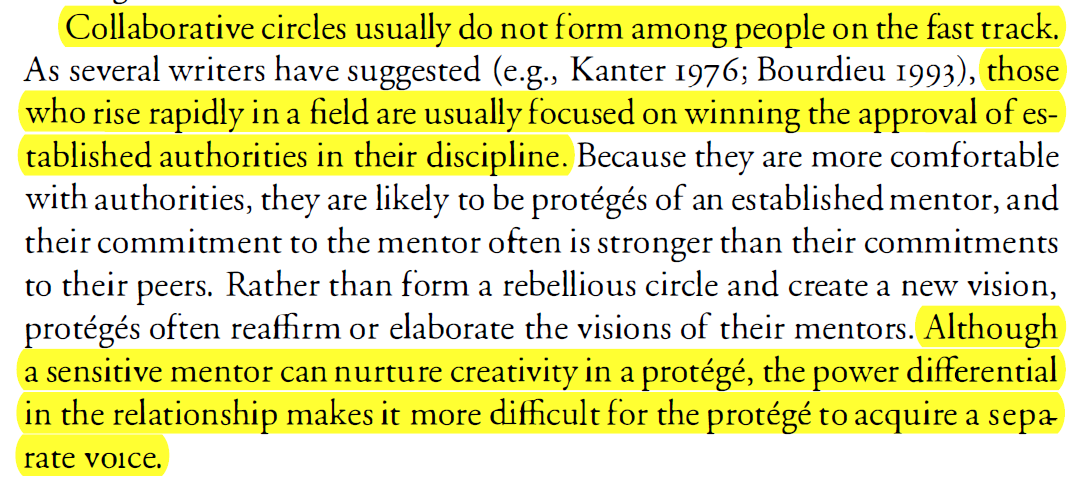 Collaborative circles usually do not form among people on the fast track.
As several writers have suggested (e.g., Kanter 1976; Bourdieu 1993), those
who rise rapidly in a field are usually focused on winning the approval of es-
tablished authorities in their discipline. Because they are more comfortable
with authorities, they are likely to be protégés of an established mentor, and
their commitment to the mentor often is stronger than their commitments
to their peers. Rather than form a rebellious circle and create a new vision,
protégés often reaffirm or elaborate the visions of their mentors. Although
a sensitive mentor can nurture creativity in a protégé, the power differential
in the relationship makes it more difficult for the protégé to acquire a sepa-
rate voice.